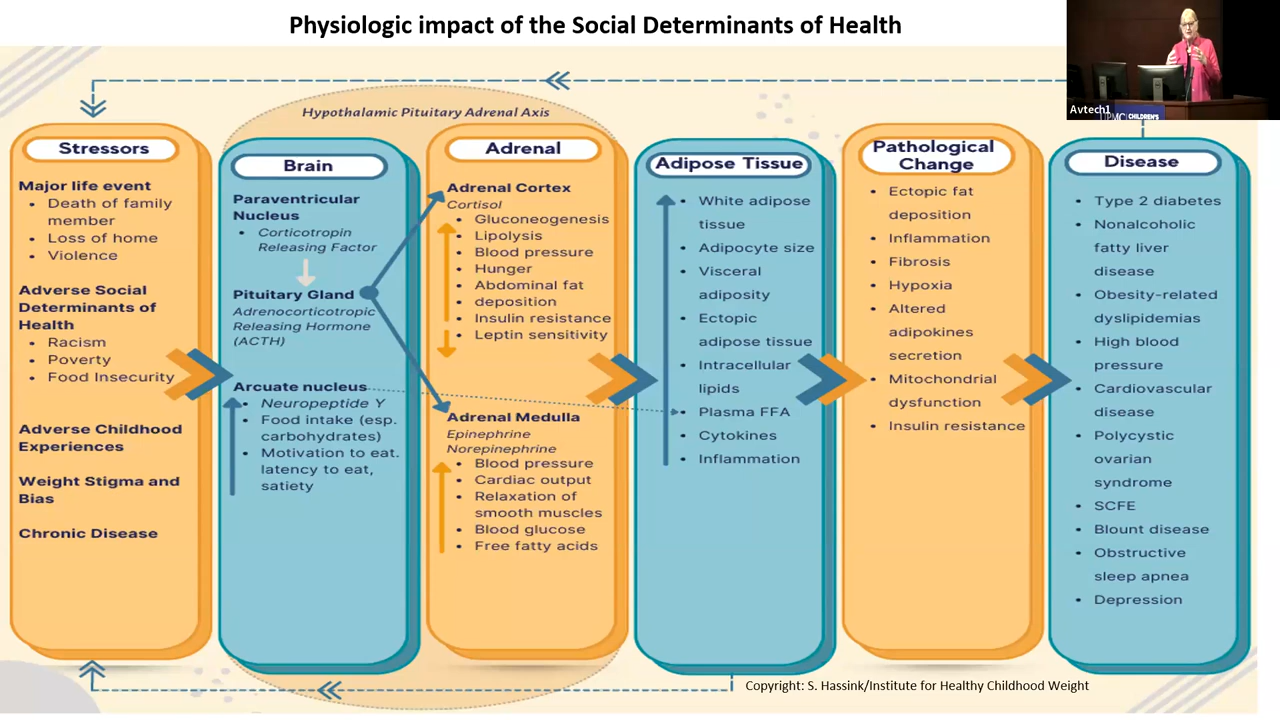 Physiologic impact of the Social Determinants of Health
Avtech1
UPMC CHILDREN'S
Hypothalamic Pituitary Adrenal Axis
Stressors
Major life event
• Death of family
member
• Loss of home
• Violence
Adverse Social
Determinants of
Health
• Racism
• Poverty
• Food Insecurity
Adverse Childhood
Experiences
Weight Stigma and
Bias
Chronic Disease
Brain
Paraventricular
Nucleus
• Corticotropin
Releasing Factor
Pituitary Gland
Adrenocorticotropic
Releasing Hormone
(ACTH)
Arcuate nucleus
• Neuropeptide Y
• Food intake (esp.
carbohydrates)
• Motivation to eat.
latency to eat,
satiety
Adrenal
Adrenal Cortex
Cortisol
• Gluconeogenesis
• Lipolysis
• Blood pressure
• Hunger
• Abdominal fat
• deposition
• Insulin resistance
• Leptin sensitivity
Adrenal Medulla
Epinephrine
Norepinephrine
• Blood pressure
• Cardiac output
• Relaxation of
smooth muscles
• Blood glucose
• Free fatty acids
Adipose Tissue
• White adipose
tissue
• Adipocyte size
• Visceral
adiposity
• Ectopic
adipose tissue
• Intracellular
lipids
• Plasma FFA
• Cytokines
• Inflammation
Pathological
Change
• Ectopic fat
deposition
• Inflammation
• Fibrosis
• Hypoxia
• Altered
adipokines
secretion
• Mitochondrial
dysfunction
• Insulin resistance
Disease
• Type 2 diabetes
• Nonalcoholic
fatty liver
disease
• Obesity-related
dyslipidemias
• High blood
pressure
• Cardiovascular
disease
• Polycystic
ovarian
syndrome
• SCFE
• Blount disease
• Obstructive
sleep apnea
• Depression
Copyright: S. Hassink/Institute for Healthy Childhood Weight